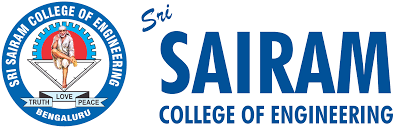 SRI SAIRAM COLLEGE OF ENGINEERING
TRUTH LOVE PEACE
BENGALURU
Sri
SAIRAM
COLLEGE OF ENGINEERING